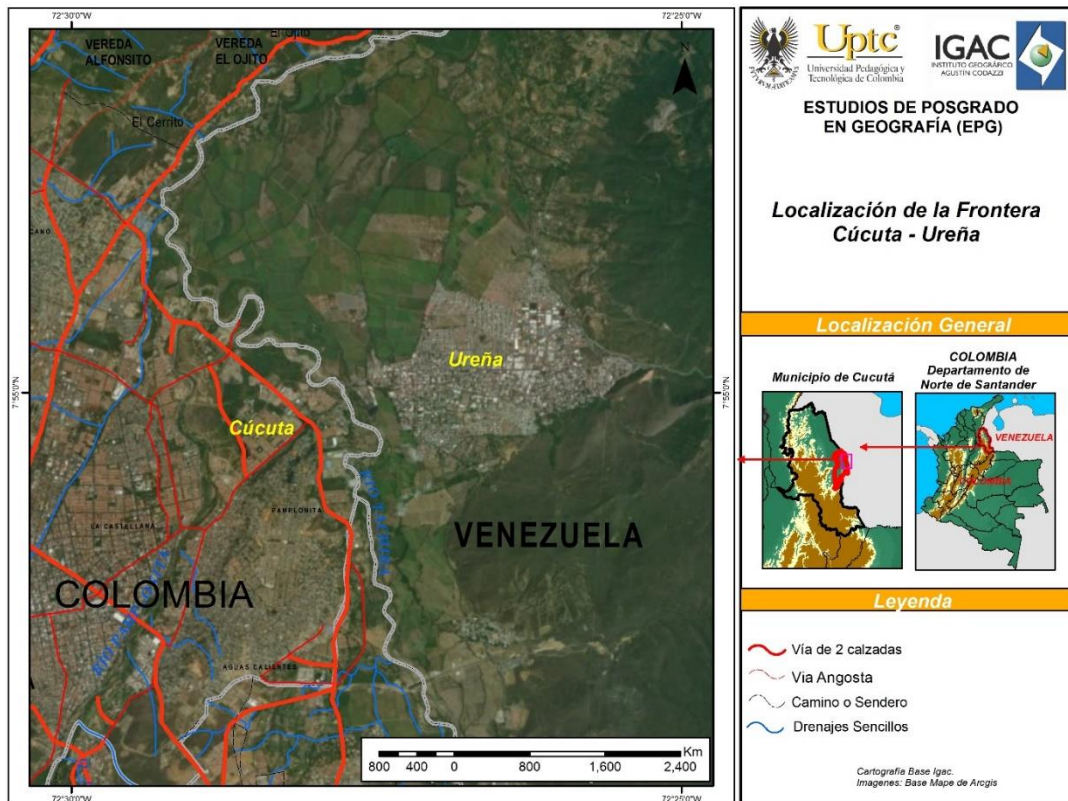 72°30'0"W
72°25'0"W
VEREDA
ALFONSITO
VEREDA
EL OJITO
El Ojito
El Cerrito
N
7°55'0"N
7°55'0"N
Ureña
Cúcuta
LA CASTELLANA
PAMPLONITA
VENEZUELA
COLOMBIA
AGUAS CALIENTES
Km
800 400 0 800 1,600 2,400
72°30'0"W
72°25'0"W
Uptc®
Universidad Pedagógica y
Tecnológica de Colombia
IGAC
INSTITUTO GEOGRÁFICO
AGUSTÍN CODAZZI
ESTUDIOS DE POSGRADO
EN GEOGRAFÍA (EPG)
Localización de la Frontera
Cúcuta - Ureña
Localización General
Municipio de Cucutá
COLOMBIA
Departamento de
Norte de Santander
VENEZUELA
COLOMBIA
Leyenda
Vía de 2 calzadas
Via Angosta
Camino o Sendero
Drenajes Sencillos
Cartografía Base Igac.
Imagenes: Base Mape de Arcgis